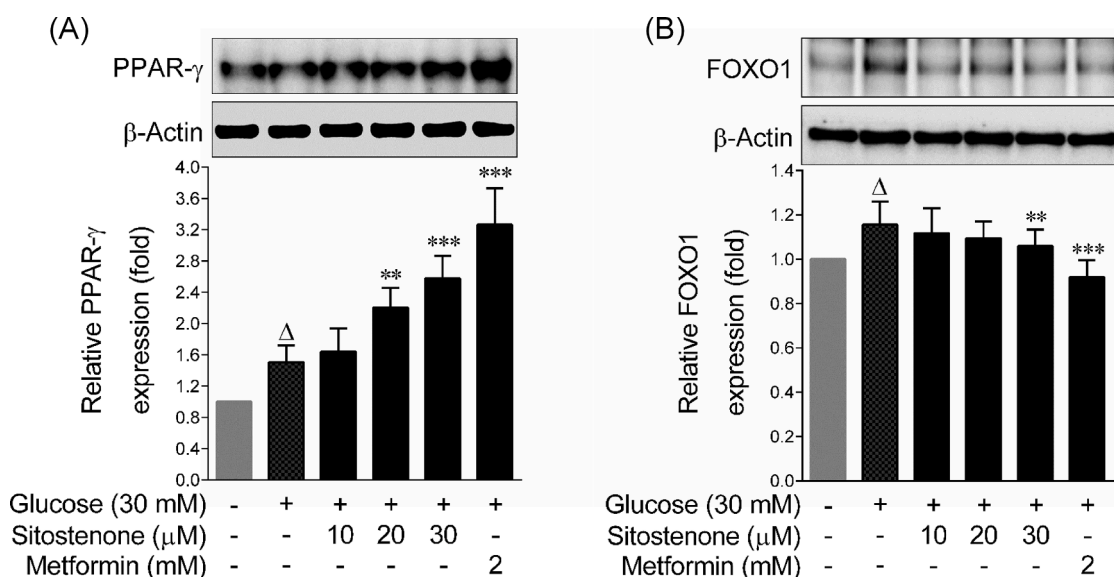 (A)
PPAR-γ
β-Actin
Relative PPAR-γ
expression (fold)
4.0
3.6
3.2
2.8
2.4
2.0
1.6
1.2
0.8
0.4
0.0
Δ
**
***
***
Glucose (30 mM) - + + + + +
Sitostenone (μM) - - 10 20 30 -
Metformin (mM) - - - - - 2
(B)
FOXO1
β-Actin
Relative FOXO1
expression (fold)
1.4
1.2
1.0
0.8
0.6
0.4
0.2
0.0
Δ
**
***
Glucose (30 mM) - + + + + +
Sitostenone (μM) - - 10 20 30 -
Metformin (mM) - - - - - 2